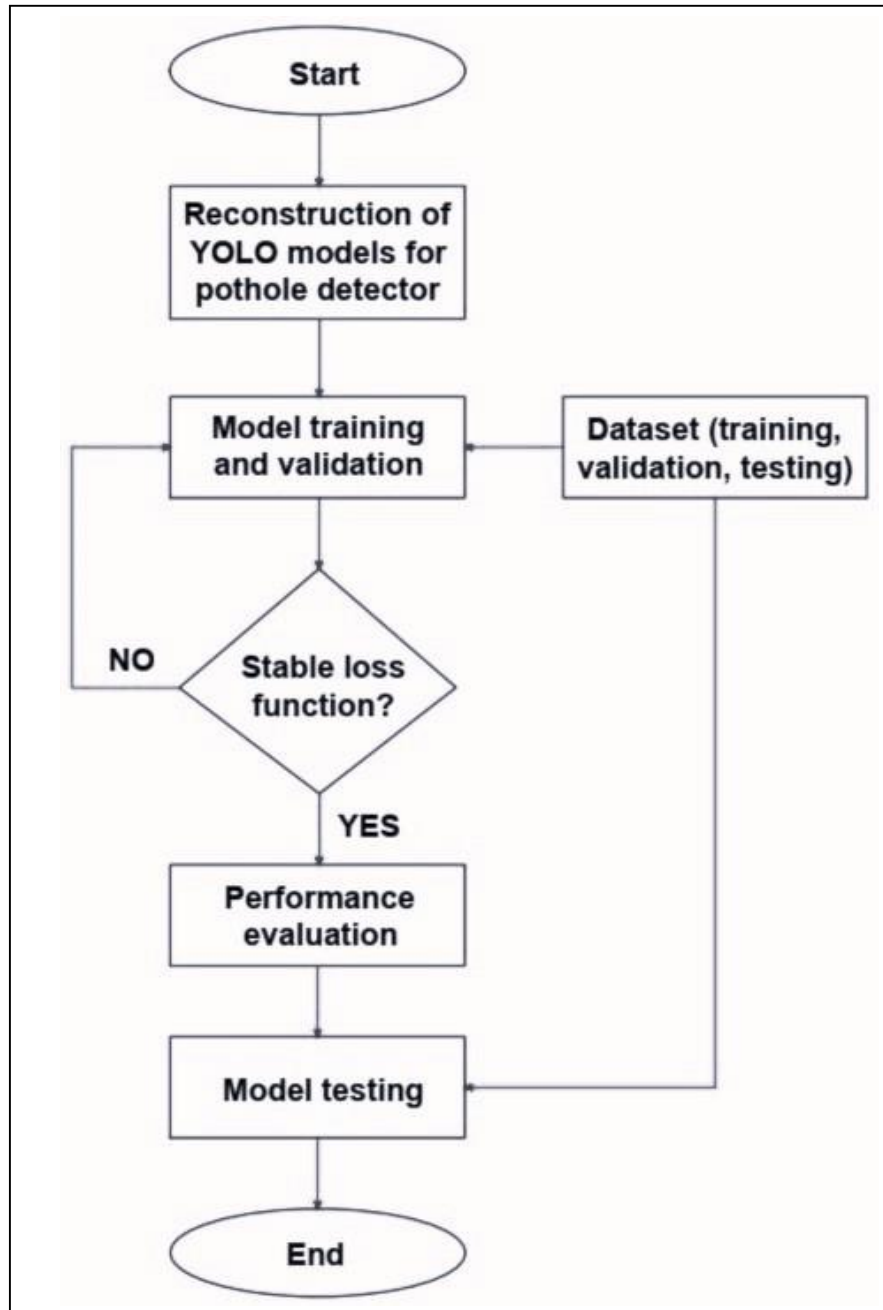 Start
Reconstruction of
YOLO models for
pothole detector
Model training
and validation
Dataset (training,
validation, testing)
NO
Stable loss
function?
YES
Performance
evaluation
Model testing
End